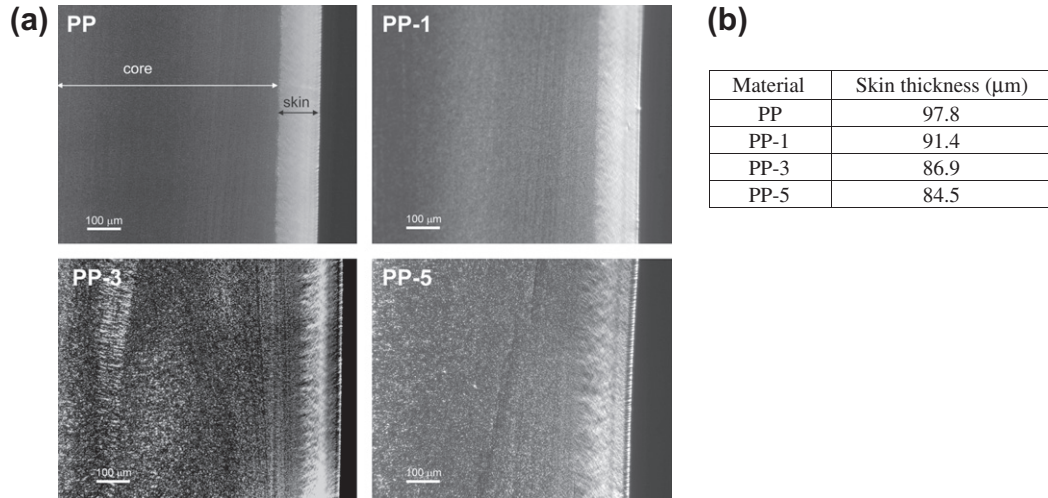 (a)
PP
core
skin
100 μm
PP-1
100 μm
PP-3
100 μm
PP-5
100 μm
(b)
Material Skin thickness (μm)
PP 97.8
PP-1 91.4
PP-3 86.9
PP-5 84.5